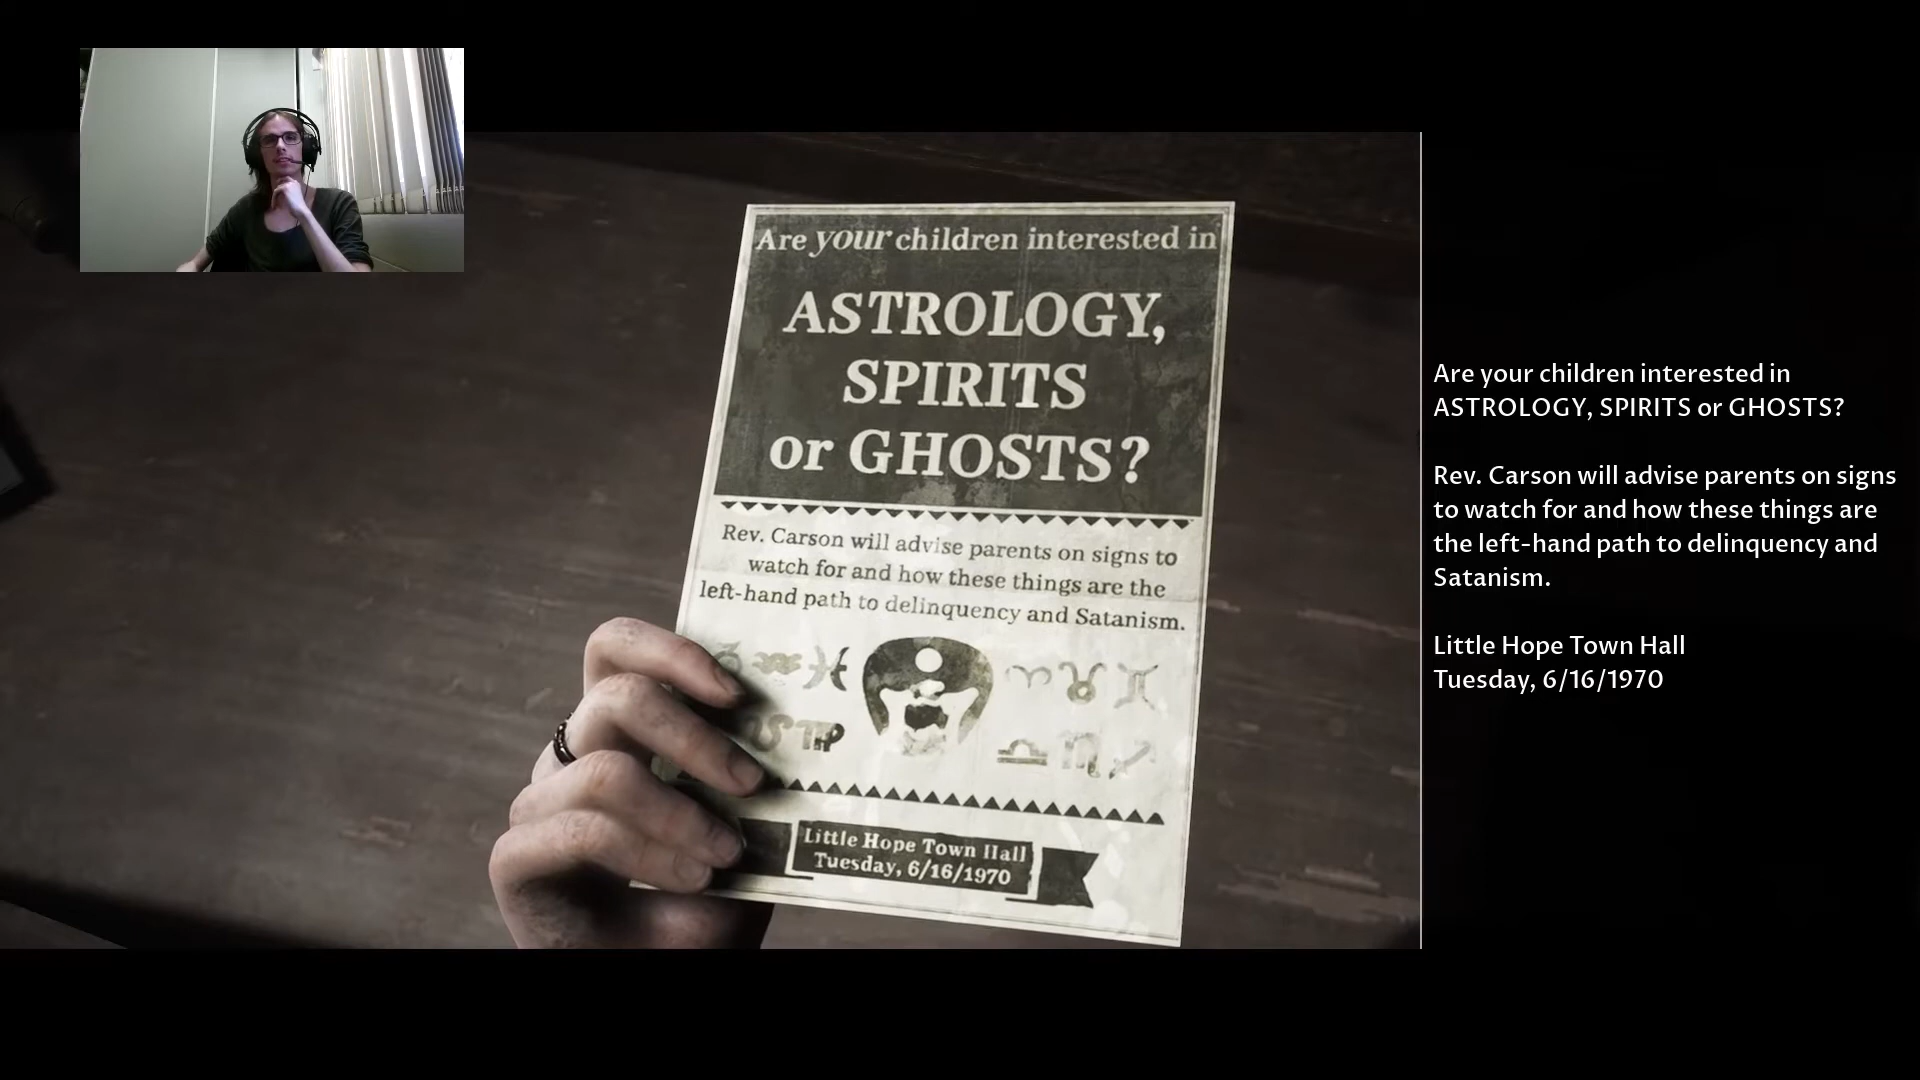 Are your children interested in
ASTROLOGY,
SPIRITS
or GHOSTS?
Rev. Carson will advise parents on signs to
watch for and how these things are the
left-hand path to delinquency and Satanism.
Little Hope Town Hall
Tuesday, 6/16/1970
Are your children interested in
ASTROLOGY, SPIRITS or GHOSTS?
Rev. Carson will advise parents on signs
to watch for and how these things are
the left-hand path to delinquency and
Satanism.
Little Hope Town Hall
Tuesday, 6/16/1970